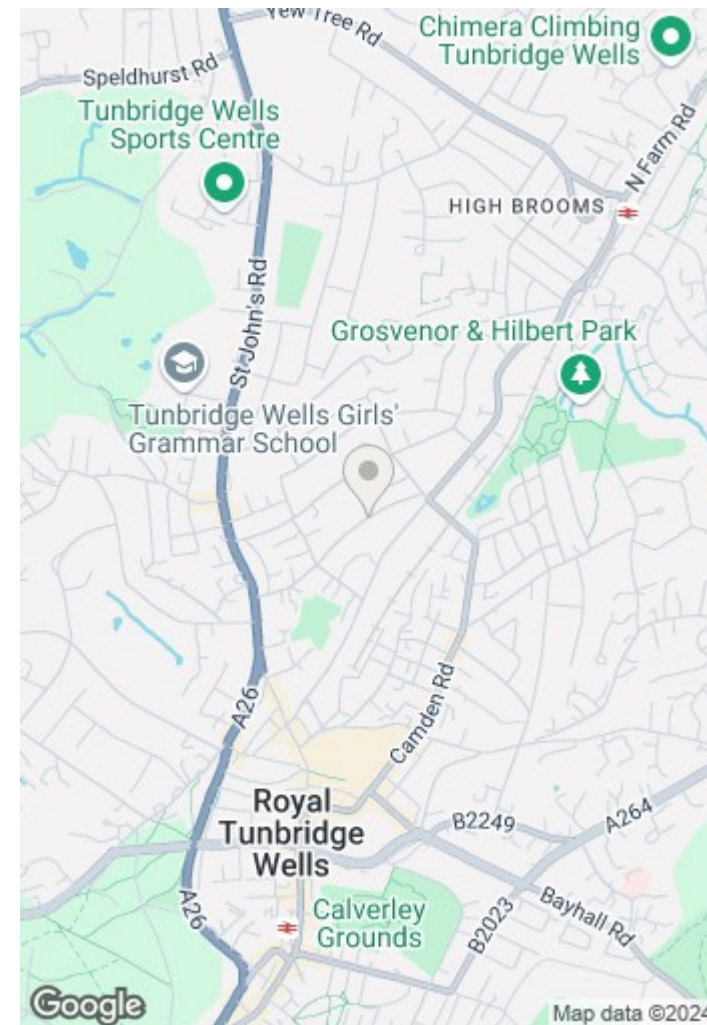 Yew Tree Rd
Chimera Climbing
Tunbridge Wells
Speldhurst Rd
Tunbridge Wells
Sports Centre
N Farm Rd
HIGH BROOMS
St John's Rd
Grosvenor & Hilbert Park
Tunbridge Wells Girls'
Grammar School
Camden Rd
A26
Royal
Tunbridge
Wells
B2249
A264
A26
Bayhall Rd
Calverley
Grounds
B2023
Google
Map data ©2024